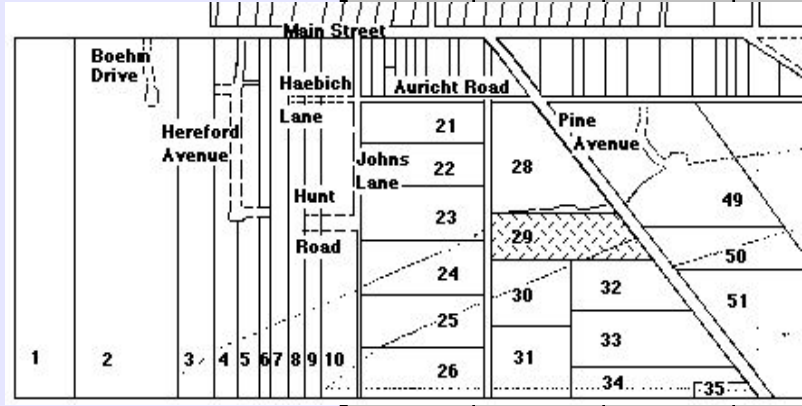 Main Street
Boehm
Drive
Haebich
Lane
Auricht Road
Hereford
Avenue
Pine
Avenue
Johns
Lane
Hunt
Road
21
22
23
24
25
26
28
29
30
31
32
33
34
35
49
50
51
1 2 3 4 5 6 7 8 9 10